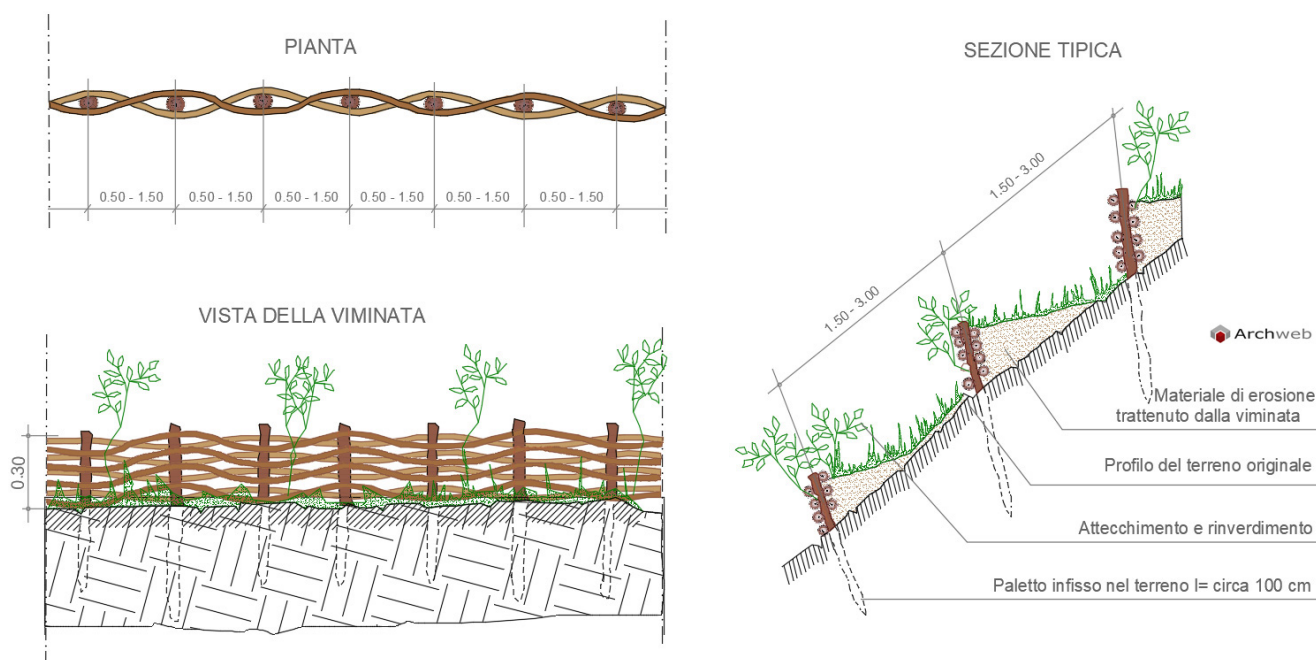 PIANTA
0.50 - 1.50
0.50 - 1.50
0.50 - 1.50
0.50 - 1.50
0.50 - 1.50
0.50 - 1.50
VISTA DELLA VIMINATA
0.30
SEZIONE TIPICA
1.50 - 3.00
1.50 - 3.00
Archweb
Materiale di erosione
trattenuto dalla viminata
Profilo del terreno originale
Attecchimento e rinverdimento
Paletto infisso nel terreno l= circa 100 cm